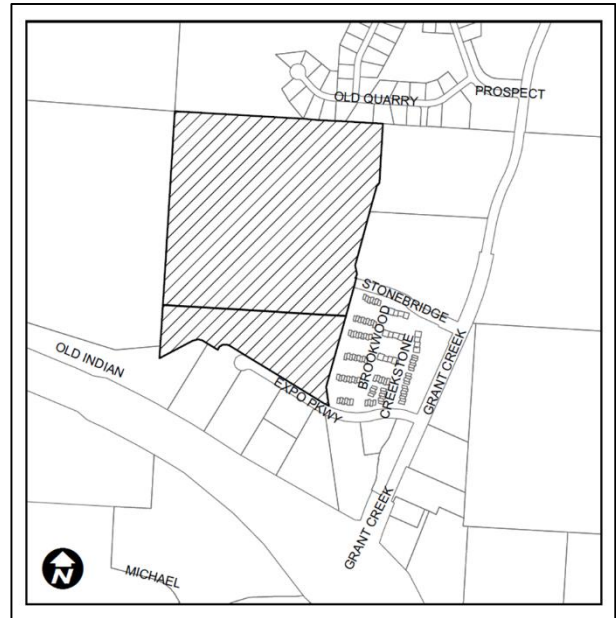 OLD QUARRY
PROSPECT
STONEBRIDGE
BROOKWOOD
CREEKSTONE
GRANT CREEK
OLD INDIAN
EXPO PKWY
GRANT CREEK
MICHAEL
N